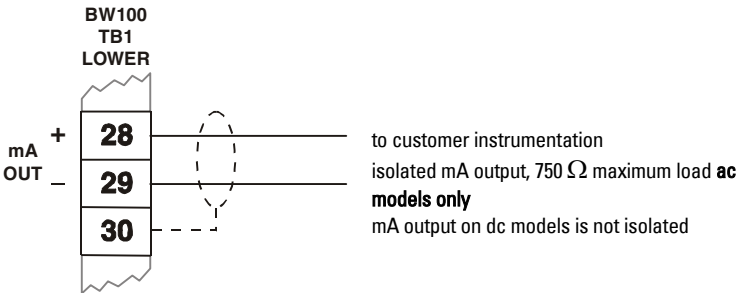 BW100
TB1
LOWER
mA
OUT
+
28
–
29
30
to customer instrumentation
isolated mA output, 750 Ω maximum load ac
models only
mA output on dc models is not isolated